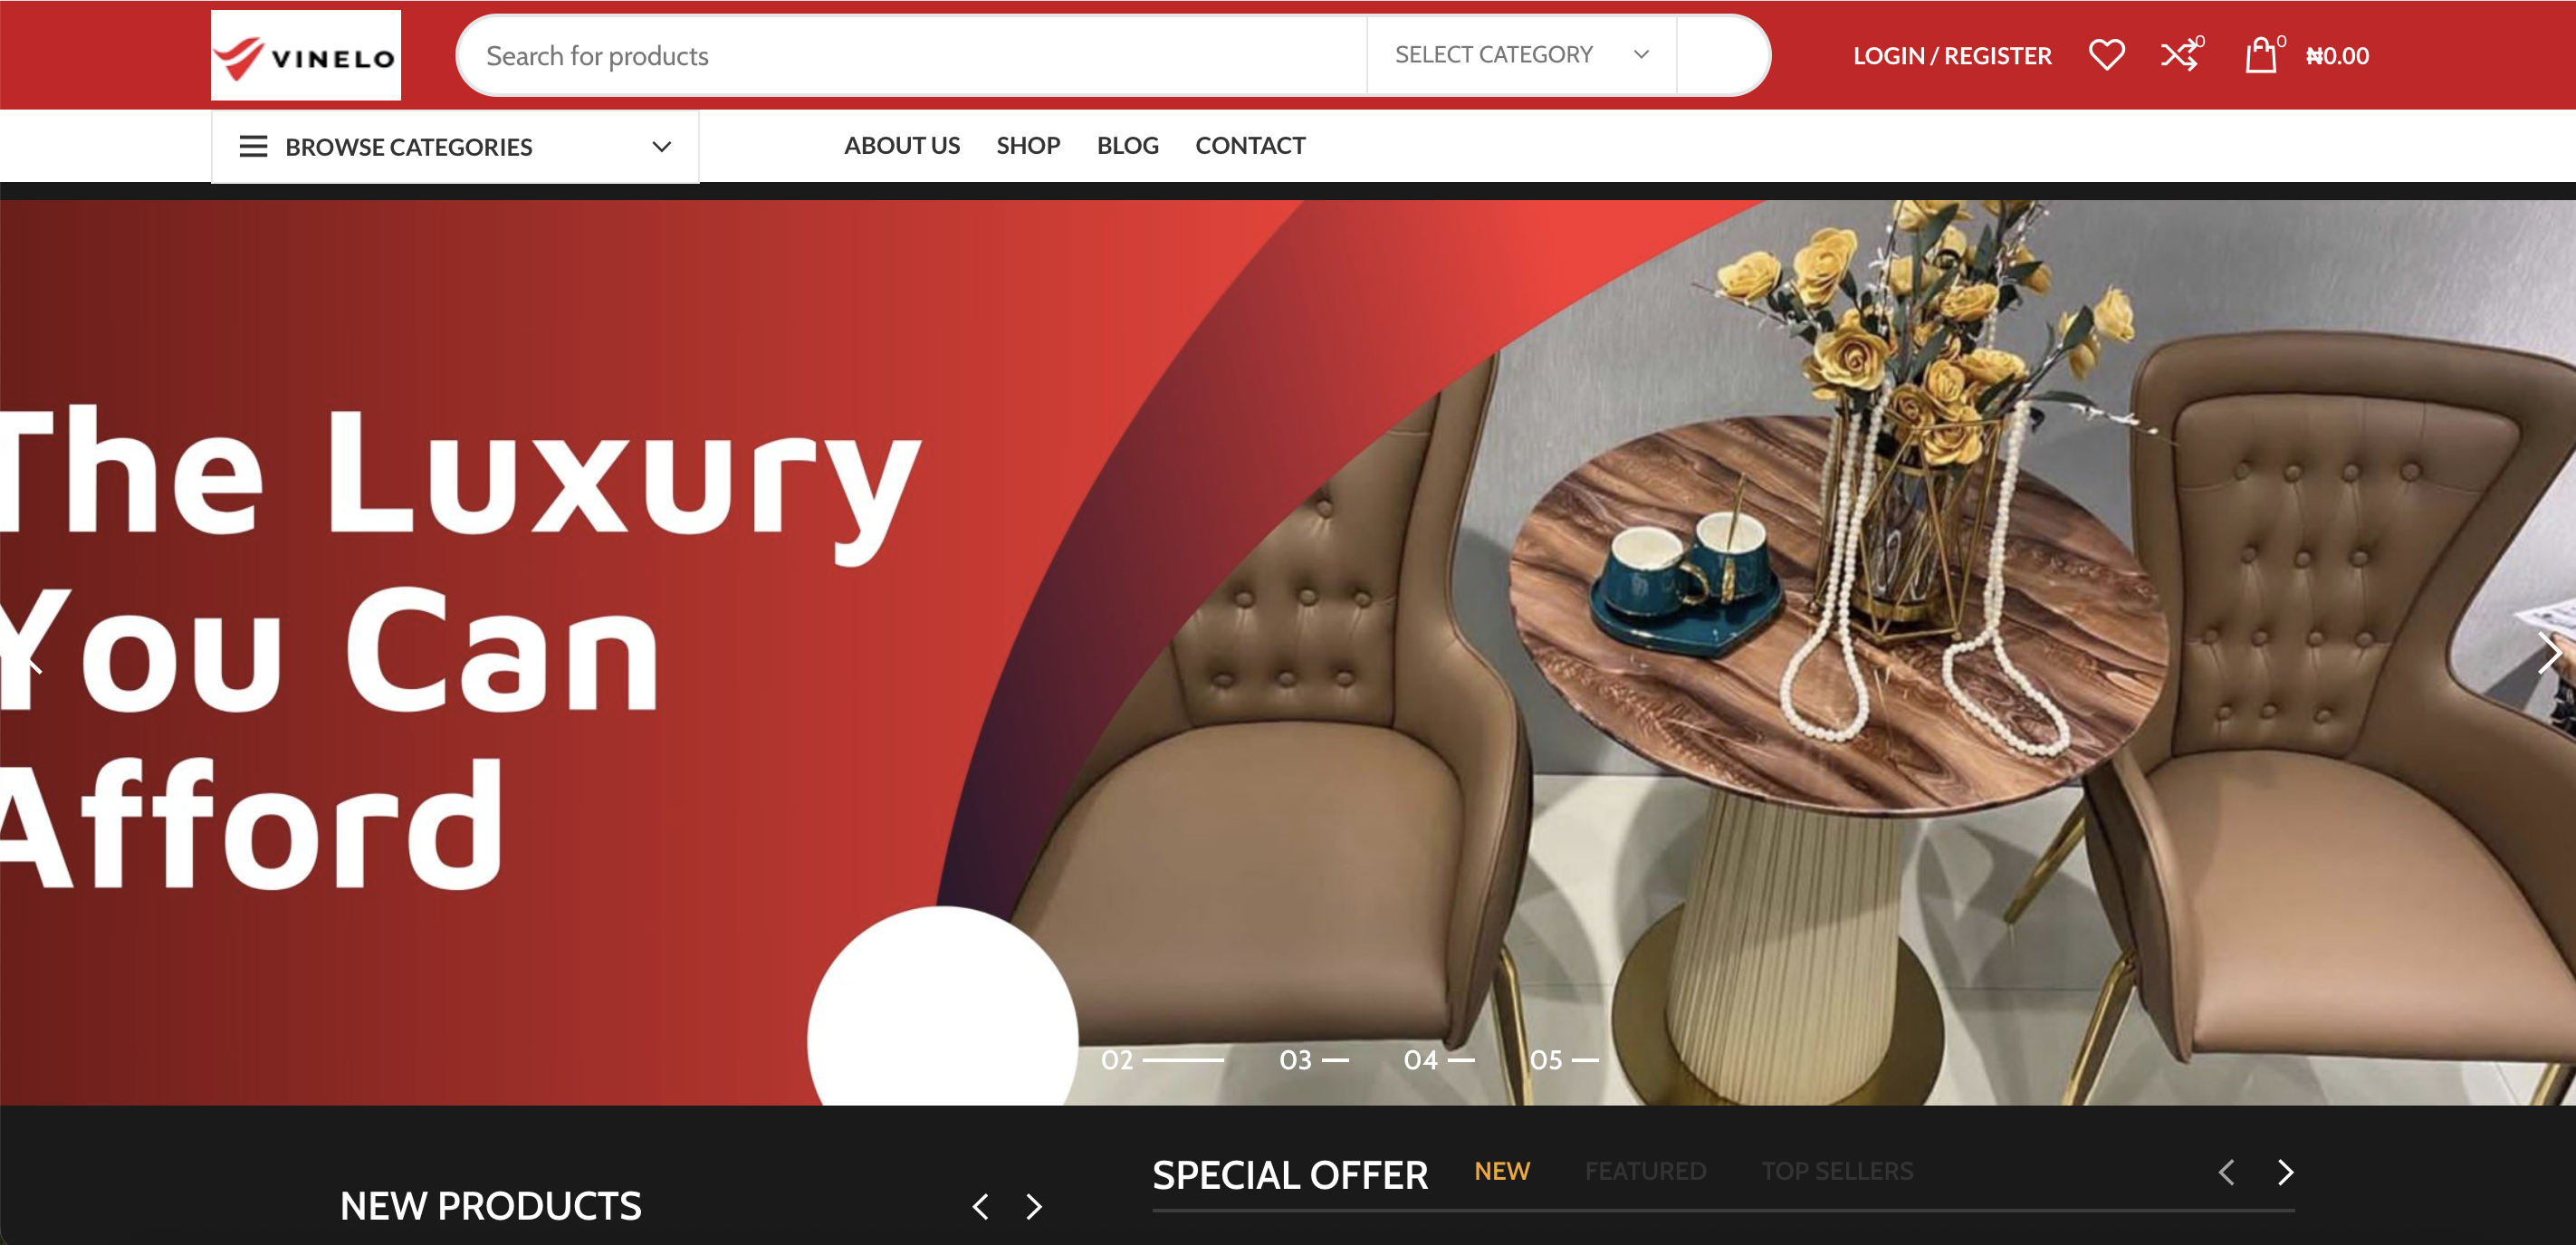 VINELO
Search for products
SELECT CATEGORY
LOGIN / REGISTER
0
0
₦0.00
BROWSE CATEGORIES
ABOUT US
SHOP
BLOG
CONTACT
The Luxury
You Can
Afford
02
03
04
05
NEW PRODUCTS
SPECIAL OFFER
NEW
FEATURED
TOP SELLERS